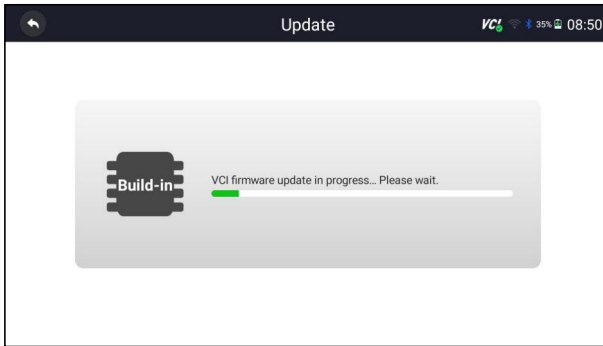 Update
VCI 35% 08:50
VCI firmware update in progress... Please wait.
Build-in